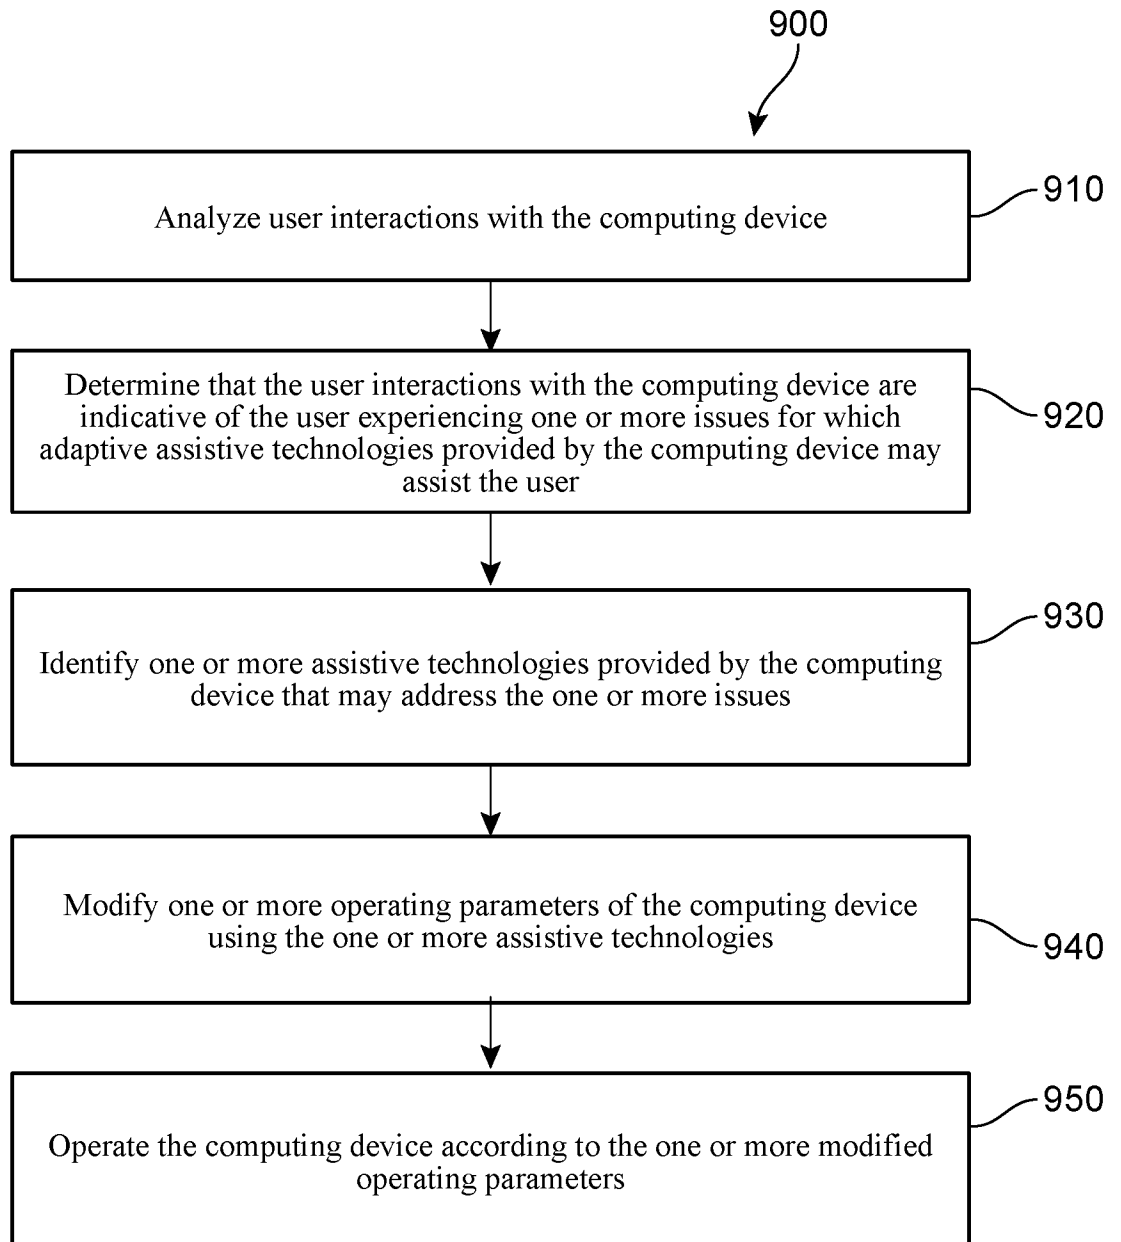 900
Analyze user interactions with the computing device
910
Determine that the user interactions with the computing device are
indicative of the user experiencing one or more issues for which
adaptive assistive technologies provided by the computing device may
assist the user
920
Identify one or more assistive technologies provided by the computing
device that may address the one or more issues
930
Modify one or more operating parameters of the computing device
using the one or more assistive technologies
940
Operate the computing device according to the one or more modified
operating parameters
950